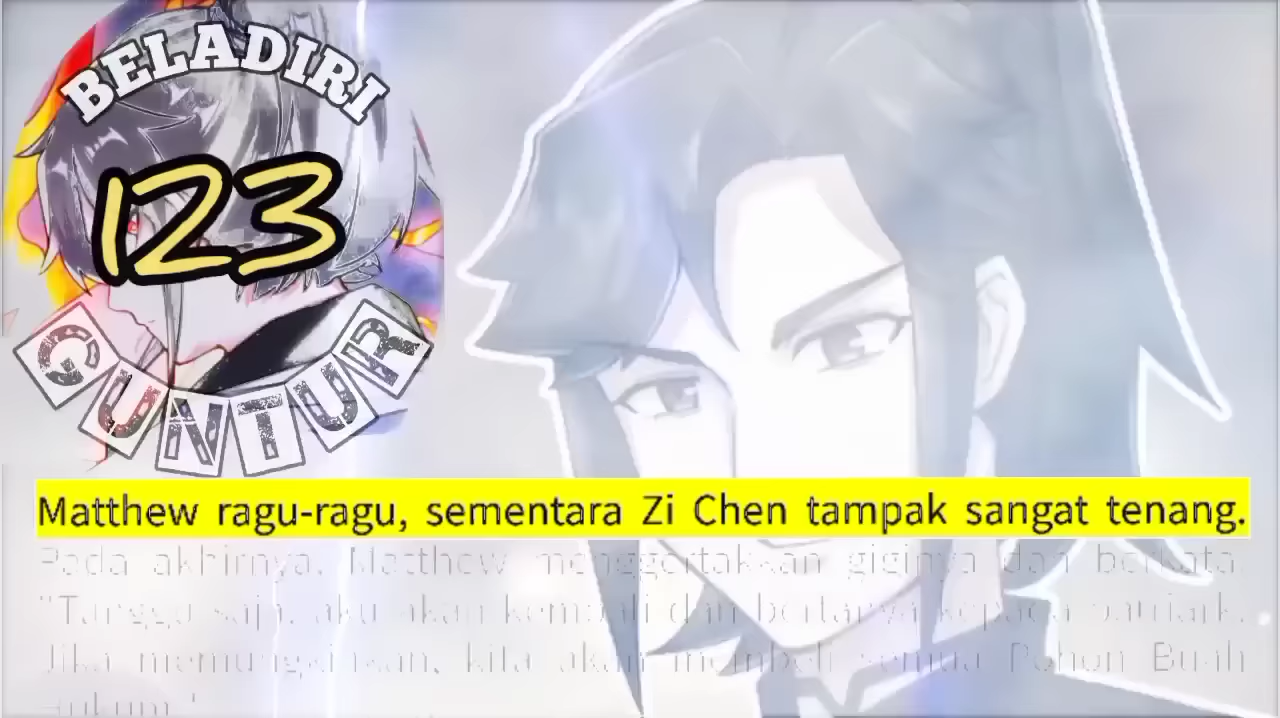 BELADIRI
123
GUNTUR
Matthew ragu-ragu, sementara Zi Chen tampak sangat tenang.
Pada akhirnya, Matthew menggertakkan giginya dan berkata,
"Tunggu saja, aku akan kembali dan bertanya kepada patriark.
Jika memungkinkan, kita akan membeli semua Pohon Buah
Hukum."